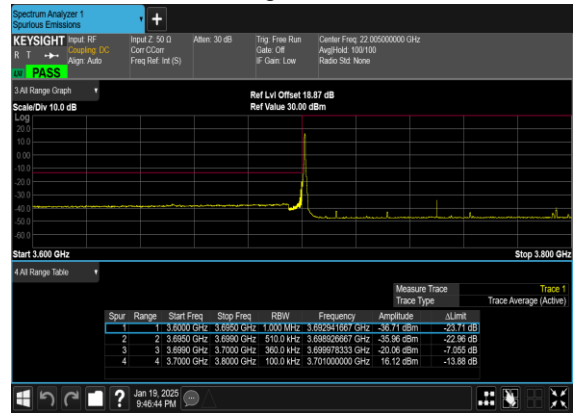 Spectrum Analyzer 1
Spurious Emissions
KEYSIGHT Input: RF Input Z: 50 Ω Atten: 30 dB Trig: Free Run Center Freq: 22.005000000 GHz
R T Coupling: DC Corr CCorr Gate: Off Avg|Hold: 100/100
Align: Auto Freq Ref: Int (S) IF Gain: Low Radio Std: None
PASS
3 All Range Graph
Ref Lvl Offset 18.87 dB
Scale/Div 10.0 dB Ref Value 30.00 dBm
Log
20.0
10.0
0.00
-10.0
-20.0
-30.0
-40.0
-50.0
-60.0
Start 3.600 GHz Stop 3.800 GHz
4 All Range Table
Measure Trace Trace 1
Trace Type Trace Average (Active)
Spur Range Start Freq Stop Freq RBW Frequency Amplitude ΔLimit
1 1 3.6000 GHz 3.6950 GHz 1.000 MHz 3.692941667 GHz -36.71 dBm -23.71 dB
2 2 3.6950 GHz 3.6990 GHz 510.0 kHz 3.698926667 GHz -35.96 dBm -22.96 dB
3 3 3.6990 GHz 3.7000 GHz 360.0 kHz 3.699978333 GHz -20.06 dBm -7.055 dB
4 4 3.7000 GHz 3.8000 GHz 100.0 kHz 3.701000000 GHz 16.12 dBm -13.88 dB
Jan 19, 2025
9:46:44 PM